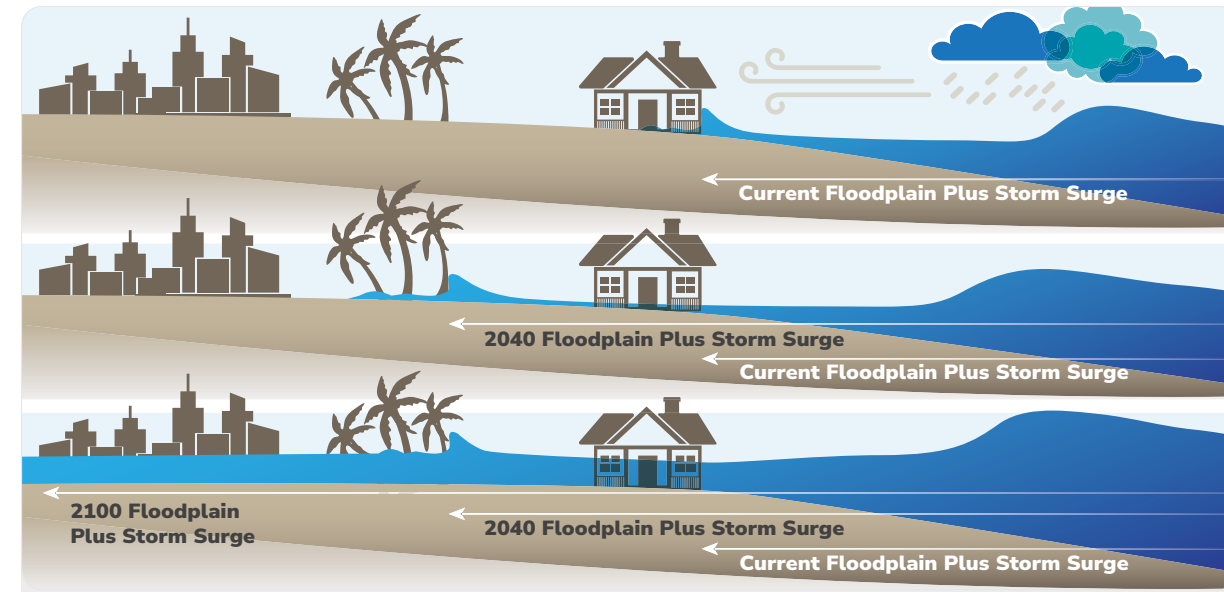 Current Floodplain Plus Storm Surge
2040 Floodplain Plus Storm Surge
Current Floodplain Plus Storm Surge
2100 Floodplain
Plus Storm Surge
2040 Floodplain Plus Storm Surge
Current Floodplain Plus Storm Surge